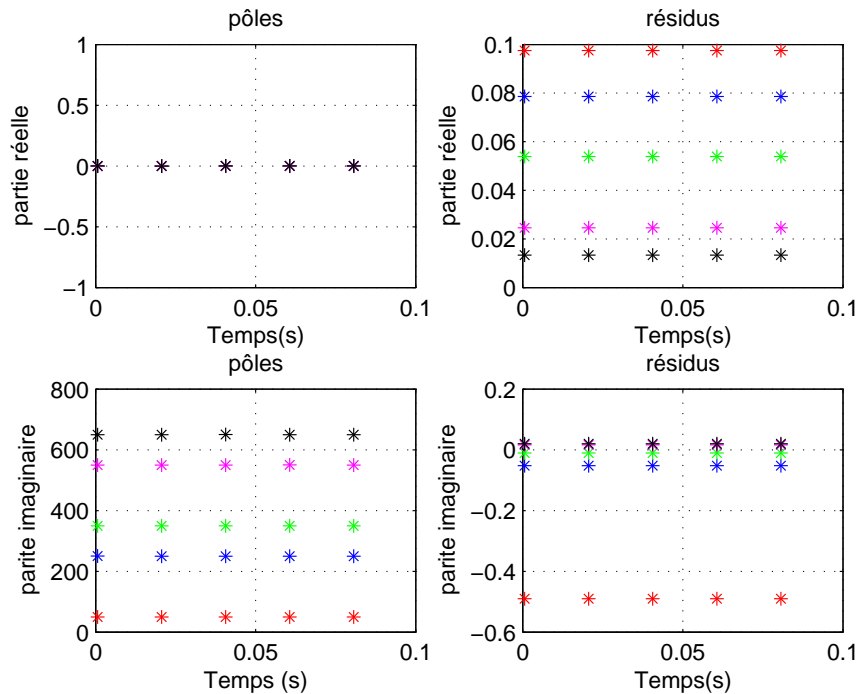 pôles
1
0.5
0
−0.5
−1
partie réelle
0 0.05 0.1
Temps(s)
résidus
0.1
0.08
0.06
0.04
0.02
0
partie réelle
0 0.05 0.1
Temps(s)
pôles
800
600
400
200
0
parite imaginaire
0 0.05 0.1
Temps (s)
résidus
0.2
0
−0.2
−0.4
−0.6
parite imaginaire
0 0.05 0.1
Temps(s)